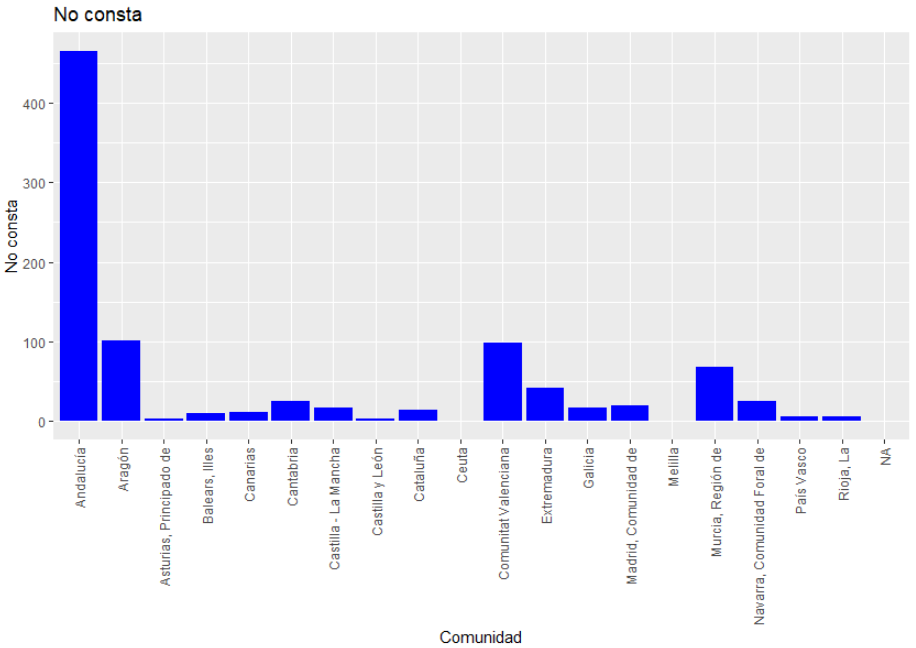 No consta
No consta
400
300
200
100
0
Andalucía
Aragón
Asturias, Principado de
Balears, Illes
Canarias
Cantabria
Castilla - La Mancha
Castilla y León
Cataluña
Ceuta
Comunitat Valenciana
Extremadura
Galicia
Madrid, Comunidad de
Melilla
Murcia, Región de
Navarra, Comunidad Foral de
País Vasco
Rioja, La
NA
Comunidad